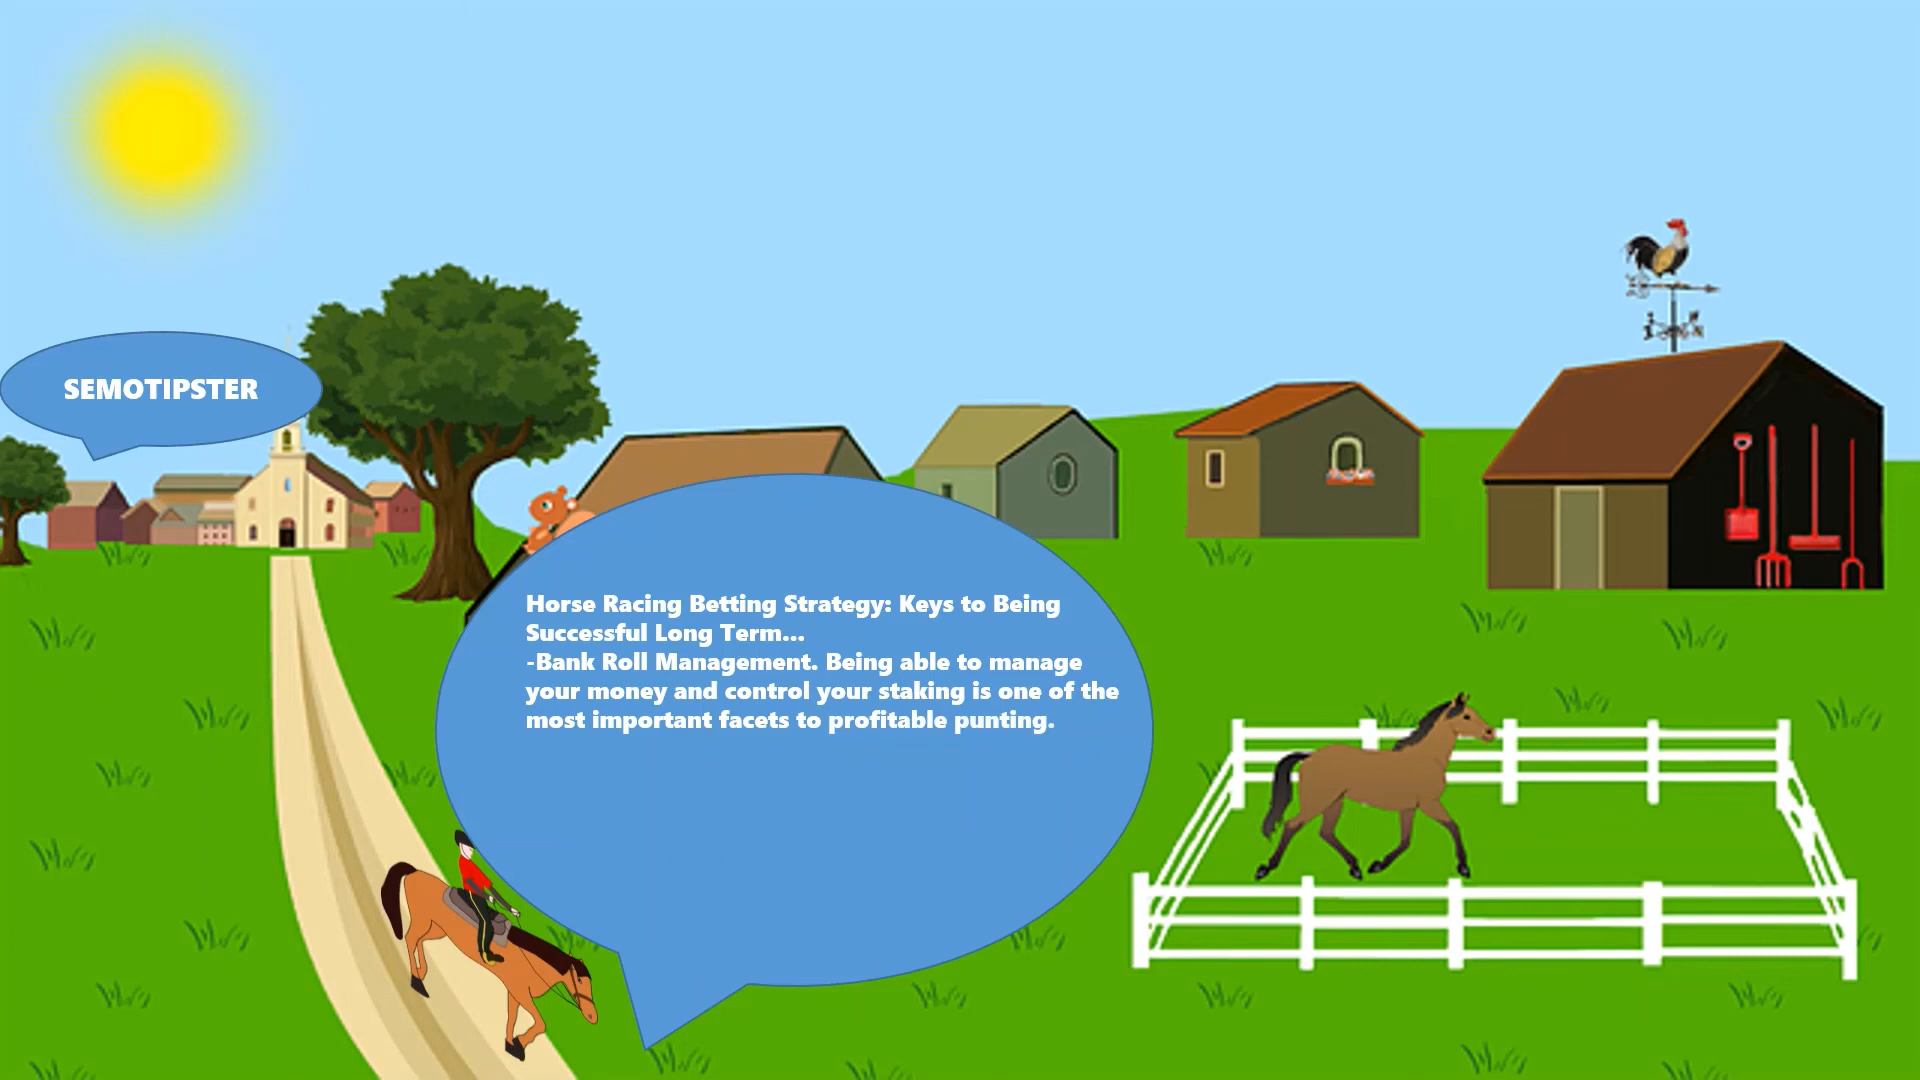 SEMOTIPSTER
Horse Racing Betting Strategy: Keys to Being
Successful Long Term...
-Bank Roll Management. Being able to manage
your money and control your staking is one of the
most important facets to profitable punting.